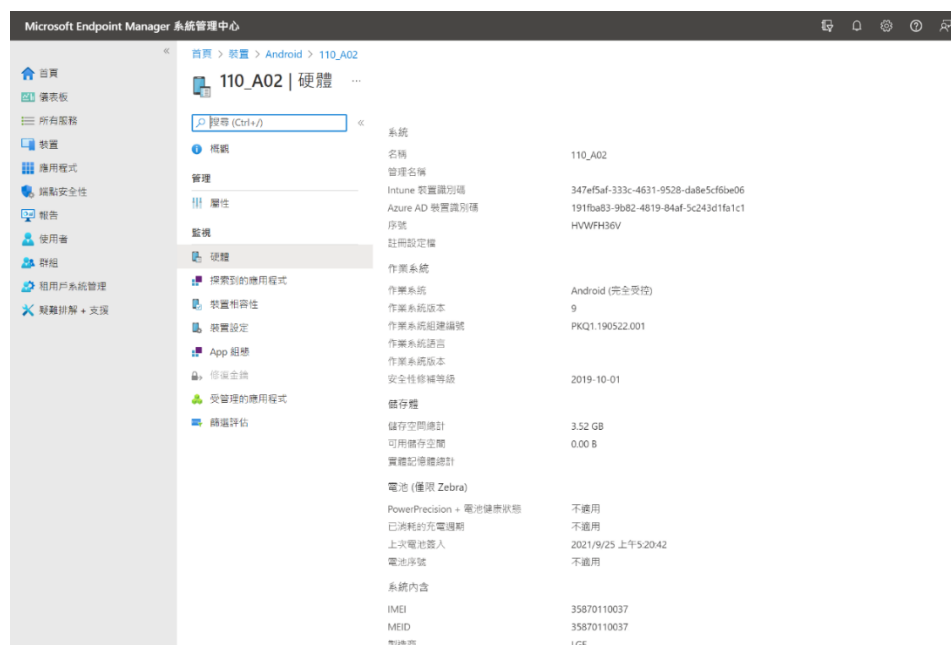 Microsoft Endpoint Manager 系統管理中心
«
首頁 > 裝置 > Android > 110_A02
首頁
儀表板
所有服務
裝置
應用程式
端點安全性
報告
使用者
群組
租用戶系統管理
疑難排解 + 支援
110_A02 | 硬體 ...
搜尋 (Ctrl+/)
«
概觀
管理
屬性
監視
硬體
探索到的應用程式
裝置相容性
裝置設定
App 組態
修復金鑰
受管理的應用程式
篩選評估
系統
名稱 110_A02
管理名稱
Intune 裝置識別碼 347ef5af-333c-4631-9528-da8e5cf6be06
Azure AD 裝置識別碼 191fba83-9b82-4819-84af-5c243d1fa1c1
序號 HVWFH36V
註冊設定檔
作業系統
作業系統 Android (完全受控)
作業系統版本 9
作業系統組建編號 PKQ1.190522.001
作業系統語言
作業系統版本
安全性修補等級 2019-10-01
儲存體
儲存空間總計 3.52 GB
可用儲存空間 0.00 B
實體記憶體總計
電池 (僅限 Zebra)
PowerPrecision + 電池健康狀態 不適用
已消耗的充電週期 不適用
上次電池簽入 2021/9/25 上午5:20:42
電池序號 不適用
系統內含
IMEI 35870110037
MEID 35870110037
製造商 LGE